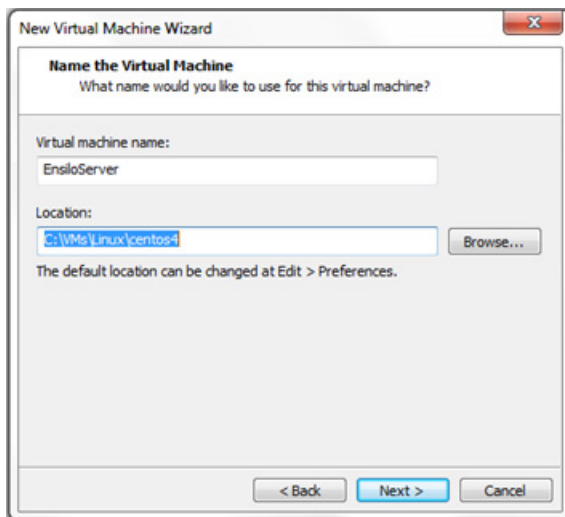 New Virtual Machine Wizard
Name the Virtual Machine
What name would you like to use for this virtual machine?
Virtual machine name:
EnsiloServer
Location:
C:\VMs\Linux\centos4
Browse...
The default location can be changed at Edit > Preferences.
< Back Next > Cancel